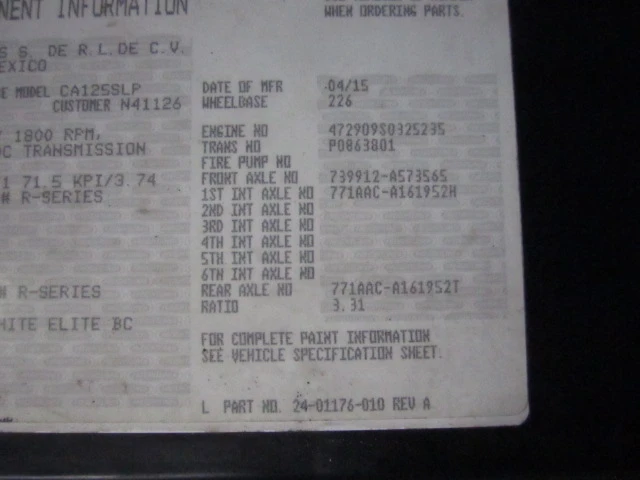 NENT INFORMATION
WHEN ORDERING PARTS.
S S. DE R.L.DE C.V.
EXICO
E MODEL CA125SLP
CUSTOMER N41126
DATE OF MFR 04/15
WHEELBASE 226
1800 RPM,
ENGINE NO 472909S0325235
C TRANSMISSION
TRANS NO P0863801
FIRE PUMP NO
1 71.5 KPI/3.74
FRONT AXLE NO 739912-A573565
# R-SERIES
1ST INT AXLE NO 771AAC-A161952H
2ND INT AXLE NO
3RD INT AXLE NO
4TH INT AXLE NO
5TH INT AXLE NO
6TH INT AXLE NO
# R-SERIES
REAR AXLE NO 771AAC-A161952T
RATIO 3.31
HITE ELITE BC
FOR COMPLETE PAINT INFORMATION
SEE VEHICLE SPECIFICATION SHEET.
L PART NO. 24-01176-010 REV A